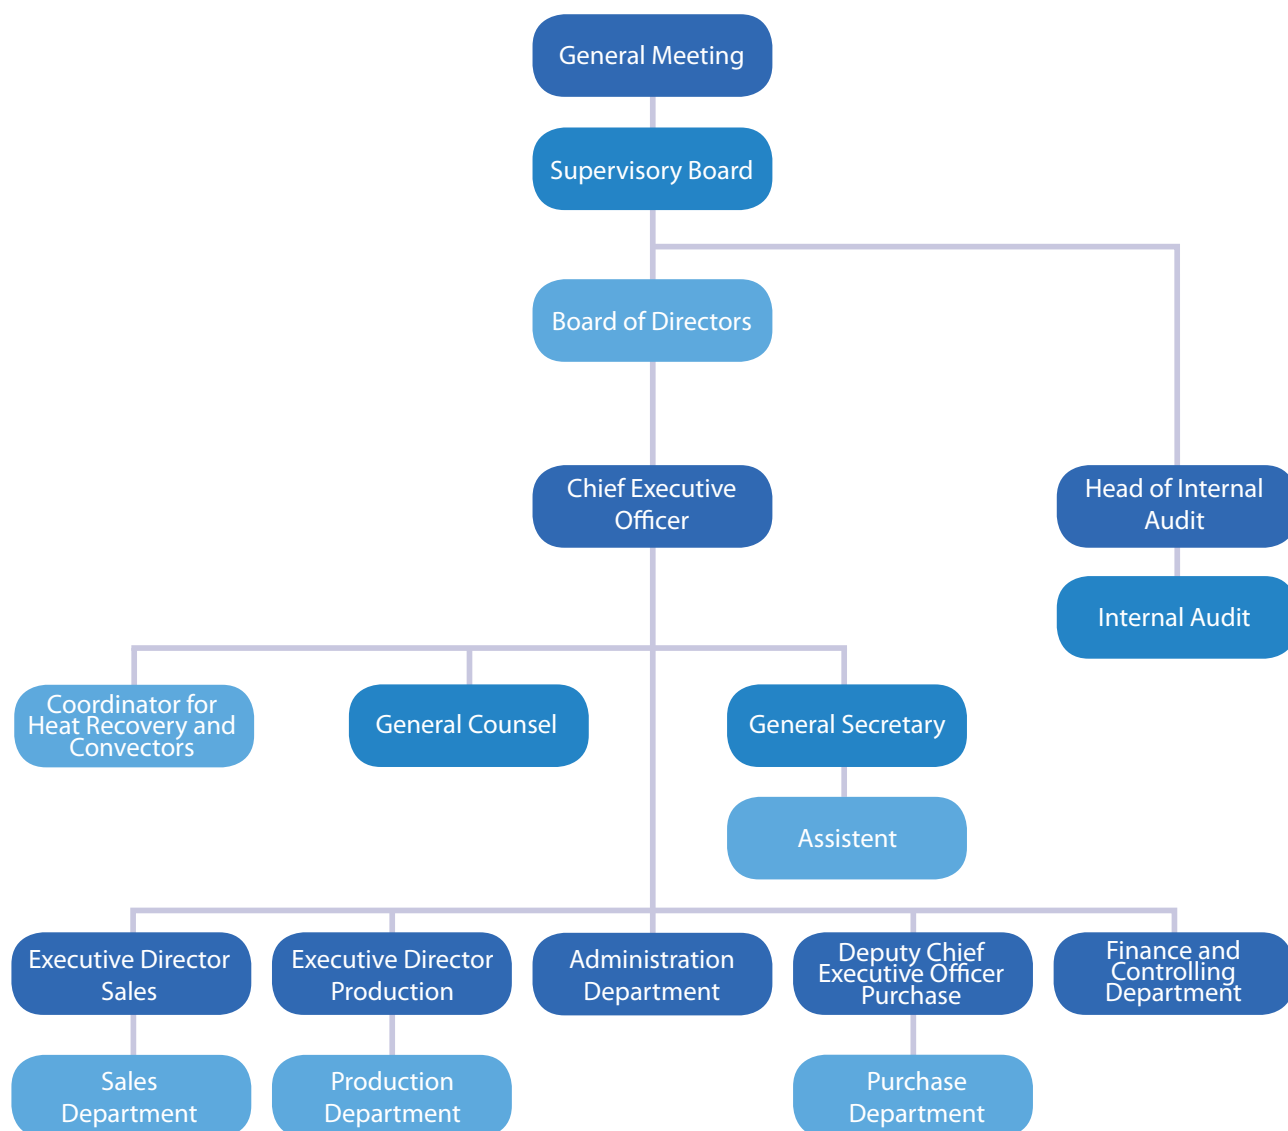 General Meeting
Supervisory Board
Board of Directors
Chief Executive
Officer
Head of Internal
Audit
Internal Audit
Coordinator for
Heat Recovery and
Convectors
General Counsel
General Secretary
Assistent
Executive Director
Sales
Executive Director
Production
Administration
Department
Deputy Chief
Executive Officer
Purchase
Finance and
Controlling
Department
Sales
Department
Production
Department
Purchase
Department